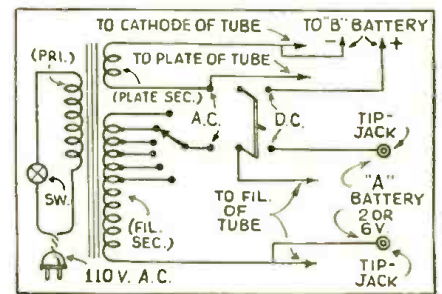 TO CATHODE OF TUBE
TO "B" BATTERY
- +
(PRI.)
TO PLATE OF TUBE
(PLATE SEC.)
A.C.
D.C.
TIP-
JACK
SW.
(FIL.
SEC.)
TO FIL.
OF
TUBE
"A"
BATTERY
2 OR
6 V.
110 V. A.C.
TIP-
JACK